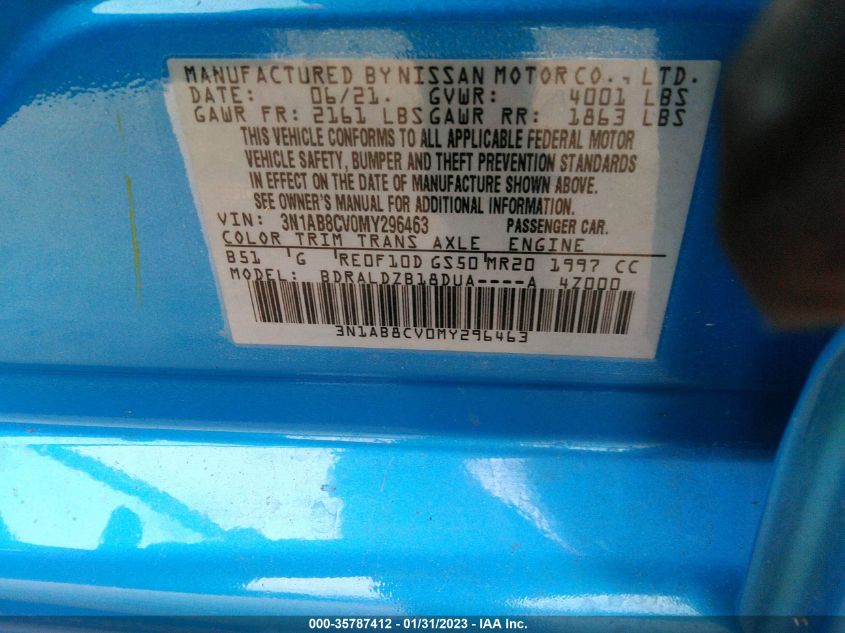 MANUFACTURED BY NISSAN MOTOR CO., LTD.
DATE: 06/21. GVWR: 4001 LBS
GAWR FR: 2161 LBS GAWR RR: 1863 LBS
THIS VEHICLE CONFORMS TO ALL APPLICABLE FEDERAL MOTOR
VEHICLE SAFETY, BUMPER AND THEFT PREVENTION STANDARDS
IN EFFECT ON THE DATE OF MANUFACTURE SHOWN ABOVE.
SEE OWNER'S MANUAL FOR ADDITIONAL INFORMATION.
VIN: 3N1AB8CV0MY296463 PASSENGER CAR.
COLOR TRIM TRANS AXLE ENGINE
B51 G RE0F10D GS50 MR20 1997 CC
MODEL: BDRALDZB18DUA----A 4Z000
3N1AB8CV0MY296463
000-35787412 - 01/31/2023 - IAA Inc.